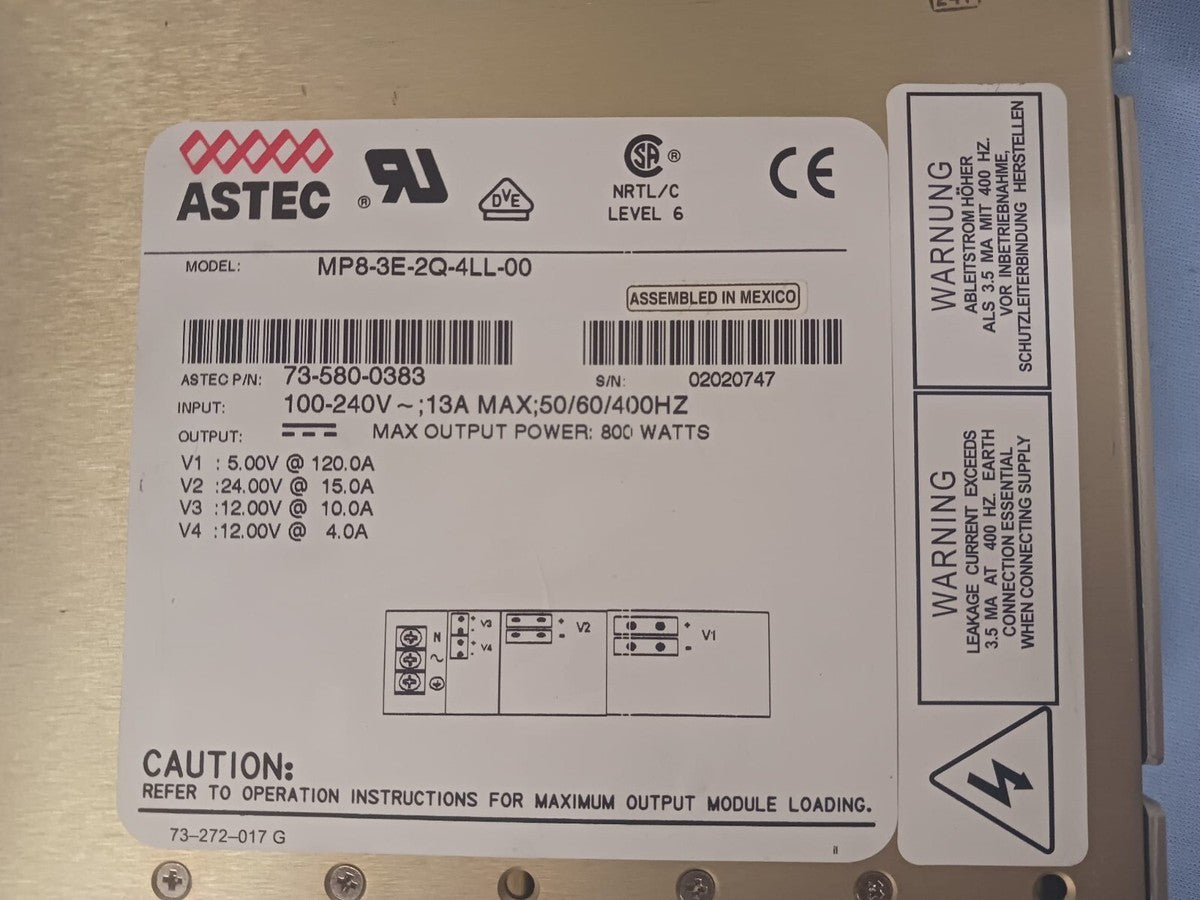 ASTEC
®
DVE
SA ®
NRTL/C
LEVEL 6
CE
MODEL: MP8-3E-2Q-4LL-00
ASSEMBLED IN MEXICO
ASTEC P/N: 73-580-0383
S/N: 02020747
INPUT: 100-240V ~;13A MAX;50/60/400HZ
OUTPUT: MAX OUTPUT POWER: 800 WATTS
V1 : 5.00V @ 120.0A
V2 :24.00V @ 15.0A
V3 :12.00V @ 10.0A
V4 :12.00V @ 4.0A
N
+ V3
-
+ V4
-
+ V2
-
+ V1
-
CAUTION:
REFER TO OPERATION INSTRUCTIONS FOR MAXIMUM OUTPUT MODULE LOADING.
73-272-017 G
WARNUNG
ABLEITSTROM HÖHER
ALS 3.5 MA MIT 400 HZ.
VOR INBETRIEBNAHME,
SCHUTZLEITERBINDUNG HERSTELLEN
WARNING
LEAKAGE CURRENT EXCEEDS
3.5 MA AT 400 HZ. EARTH
CONNECTION ESSENTIAL
WHEN CONNECTING SUPPLY